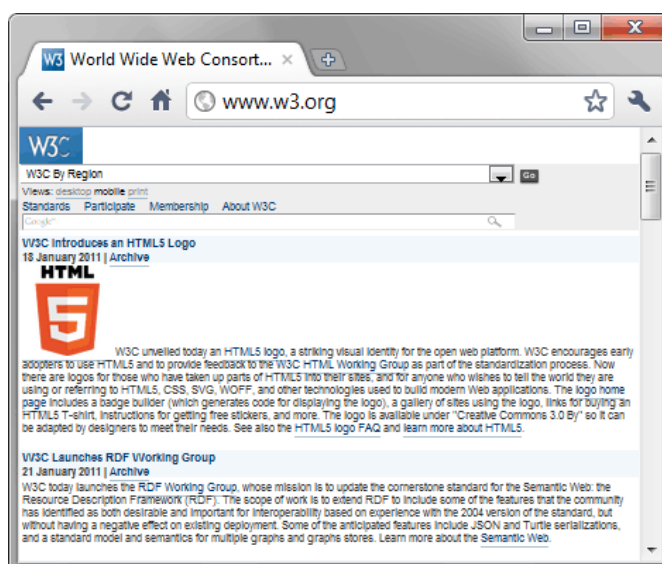 W3 World Wide Web Consort...
www.w3.org
W3C
W3C By Region
Go
Views: desktop mobile print
Standards Participate Membership About W3C
Google™
W3C Introduces an HTML5 Logo
18 January 2011 | Archive
HTML
5
W3C unveiled today an HTML5 logo, a striking visual identity for the open web platform. W3C encourages early
adopters to use HTML5 and to provide feedback to the W3C HTML Working Group as part of the standardization process. Now
there are logos for those who have taken up parts of HTML5 into their sites, and for anyone who wishes to tell the world they are
using or referring to HTML5, CSS, SVG, WOFF, and other technologies used to build modern Web applications. The logo home
page includes a badge builder (which generates code for displaying the logo), a gallery of sites using the logo, links for buying an
HTML5 T-shirt, instructions for getting free stickers, and more. The logo is available under "Creative Commons 3.0 By" so it can
be adapted by designers to meet their needs. See also the HTML5 logo FAQ and learn more about HTML5.
W3C Launches RDF Working Group
21 January 2011 | Archive
W3C today launches the RDF Working Group, whose mission is to update the cornerstone standard for the Semantic Web: the
Resource Description Framework (RDF). The scope of work is to extend RDF to include some of the features that the community
has identified as both desirable and important for interoperability based on experience with the 2004 version of the standard, but
without having a negative effect on existing deployment. Some of the anticipated features include JSON and Turtle serializations,
and a standard model and semantics for multiple graphs and graphs stores. Learn more about the Semantic Web.